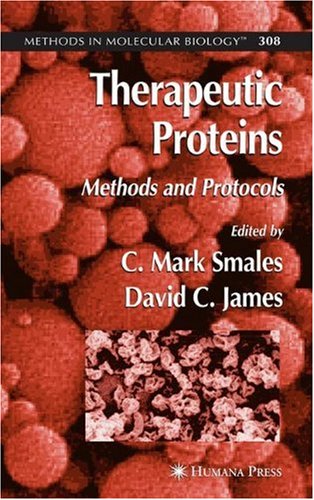 METHODS IN MOLECULAR BIOLOGY™ 308
Therapeutic
Proteins
Methods and Protocols
Edited by
C. Mark Smales
David C. James
HUMANA PRESS